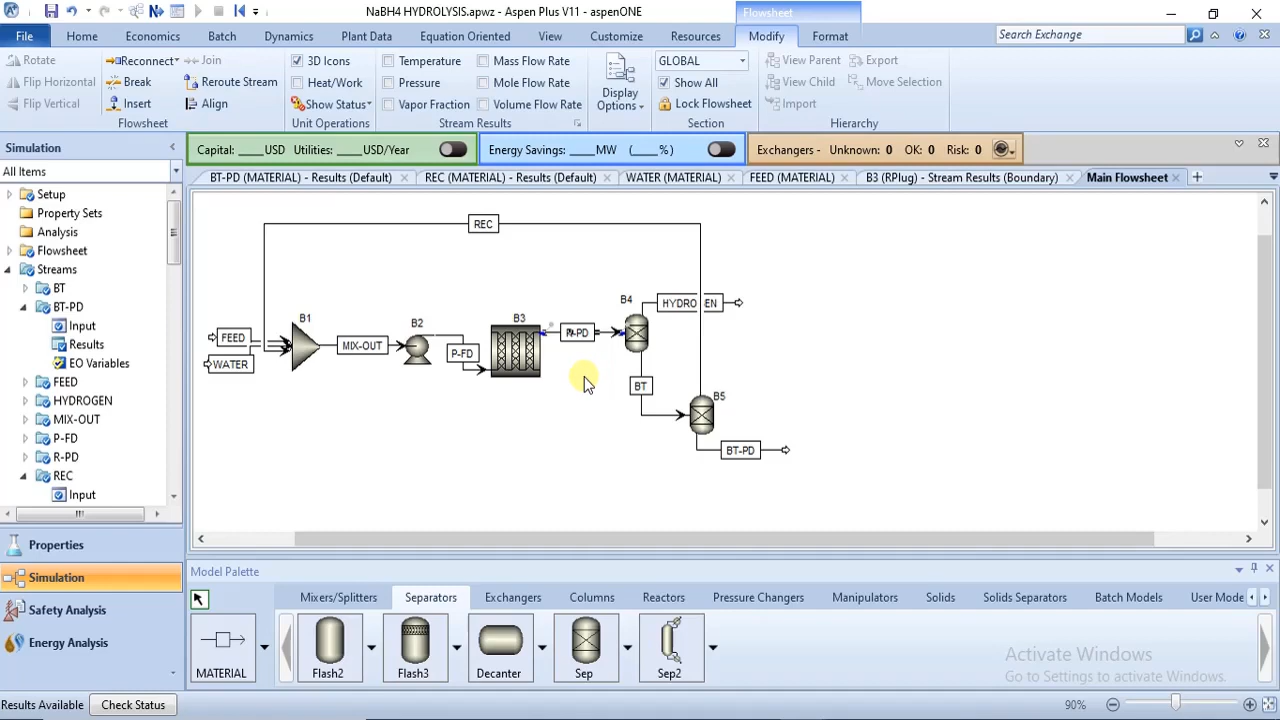 NaBH4 HYDROLYSIS.apwz - Aspen Plus V11 - aspenONE
Flowsheet
File Home Economics Batch Dynamics Plant Data Equation Oriented View Customize Resources Modify Format Search Exchange
Rotate Reconnect Join 3D Icons Temperature Mass Flow Rate GLOBAL View Parent Export
Flip Horizontal Break Reroute Stream Heat/Work Pressure Mole Flow Rate Display Options Show All View Child Move Selection
Flip Vertical Insert Align Show Status Vapor Fraction Volume Flow Rate Lock Flowsheet Import
Flowsheet Unit Operations Stream Results Section Hierarchy
Simulation Capital: ____USD Utilities: ____USD/Year Energy Savings: ____MW (____%) Exchangers - Unknown: 0 OK: 0 Risk: 0
All Items BT-PD (MATERIAL) - Results (Default) REC (MATERIAL) - Results (Default) WATER (MATERIAL) FEED (MATERIAL) B3 (RPlug) - Stream Results (Boundary) Main Flowsheet
Setup
Property Sets
Analysis
Flowsheet
Streams
BT
BT-PD
Input
Results
EO Variables
FEED
HYDROGEN
MIX-OUT
P-FD
R-PD
REC
Input
REC
B4
HYDROGEN
B1
B3
B2
FEED
R-PD
MIX-OUT
P-FD
WATER
BT
B5
BT-PD
Properties
Simulation
Safety Analysis
Energy Analysis
Model Palette
Mixers/Splitters Separators Exchangers Columns Reactors Pressure Changers Manipulators Solids Solids Separators Batch Models User Mode
MATERIAL Flash2 Flash3 Decanter Sep Sep2
Activate Windows
Go to Settings to activate Windows.
Results Available Check Status 90%